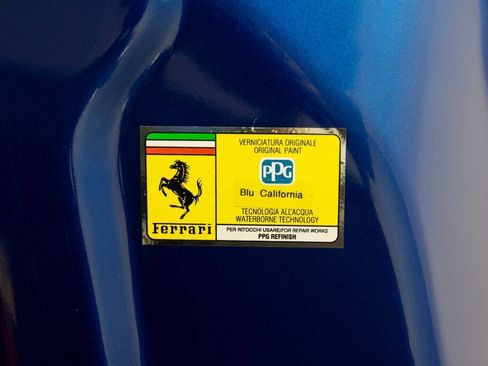 VERNICIATURA ORIGINALE
ORIGINAL PAINT
PPG
Blu California
TECNOLOGIA ALL'ACQUA
WATERBORNE TECHNOLOGY
Ferrari
PER RITOCCHI USARE/FOR REPAIR WORKS
PPG REFINISH